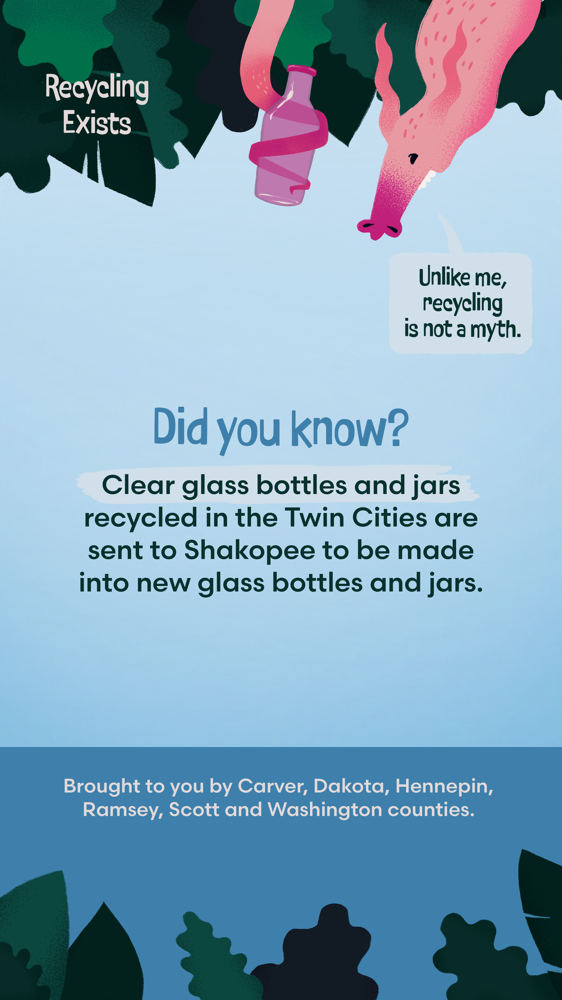 Recycling
Exists
Unlike me,
recycling
is not a myth.
Did you know?
Clear glass bottles and jars
recycled in the Twin Cities are
sent to Shakopee to be made
into new glass bottles and jars.
Brought to you by Carver, Dakota, Hennepin,
Ramsey, Scott and Washington counties.